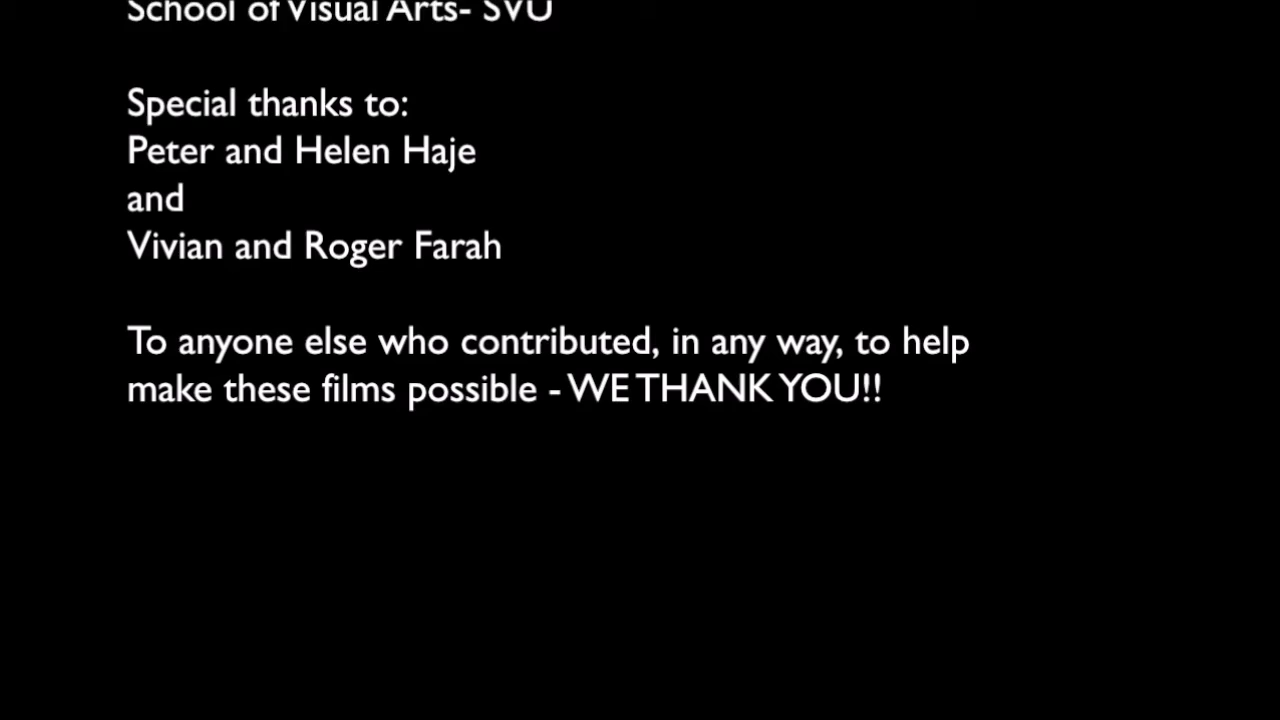 School of Visual Arts- SVU
Special thanks to:
Peter and Helen Haje
and
Vivian and Roger Farah
To anyone else who contributed, in any way, to help
make these films possible - WE THANK YOU!!